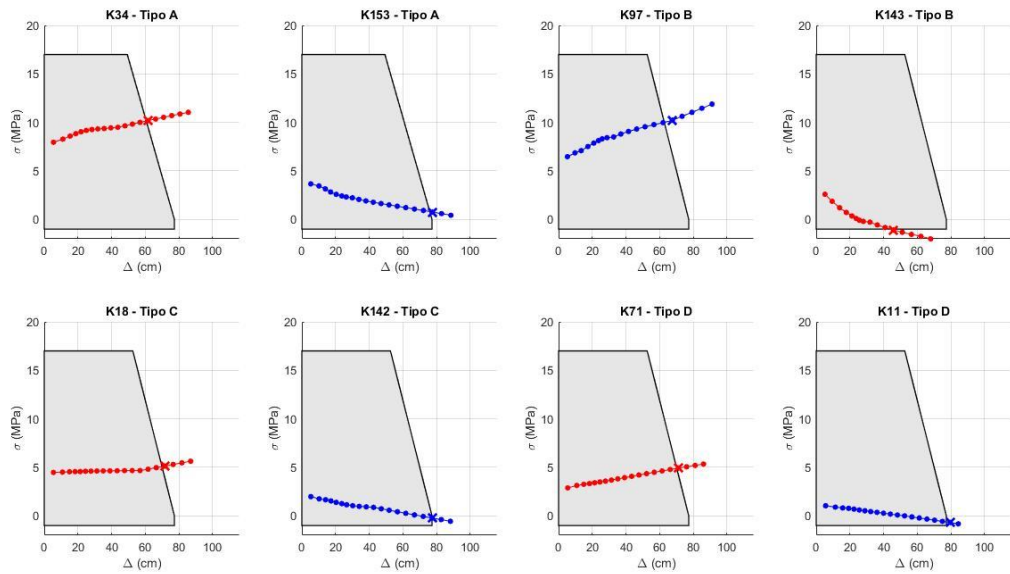 K34 - Tipo A
20
15
10
5
0
σ (MPa)
0 20 40 60 80 100
Δ (cm)
K153 - Tipo A
20
15
10
5
0
σ (MPa)
0 20 40 60 80 100
Δ (cm)
K97 - Tipo B
20
15
10
5
0
σ (MPa)
0 20 40 60 80 100
Δ (cm)
K143 - Tipo B
20
15
10
5
0
σ (MPa)
0 20 40 60 80 100
Δ (cm)
K18 - Tipo C
20
15
10
5
0
σ (MPa)
0 20 40 60 80 100
Δ (cm)
K142 - Tipo C
20
15
10
5
0
σ (MPa)
0 20 40 60 80 100
Δ (cm)
K71 - Tipo D
20
15
10
5
0
σ (MPa)
0 20 40 60 80 100
Δ (cm)
K11 - Tipo D
20
15
10
5
0
σ (MPa)
0 20 40 60 80 100
Δ (cm)